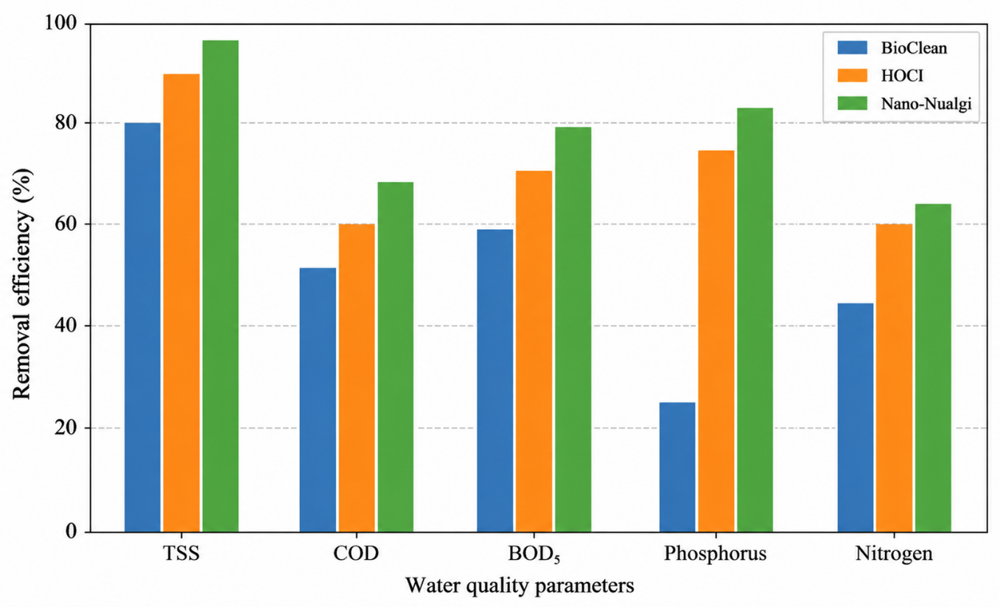 100
80
60
40
20
0
Removal efficiency (%)
BioClean
HOCI
Nano-Nualgi
TSS
COD
BOD₅
Phosphorus
Nitrogen
Water quality parameters